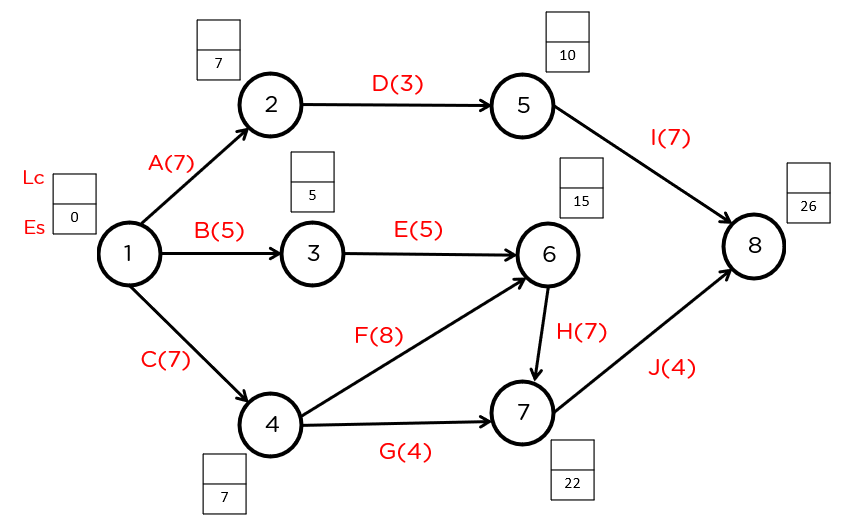 10
7
D(3)
2
5
A(7)
I(7)
Lc
5
15
26
0
Es
B(5)
E(5)
1
3
6
8
F(8)
H(7)
C(7)
J(4)
4
7
G(4)
7
22